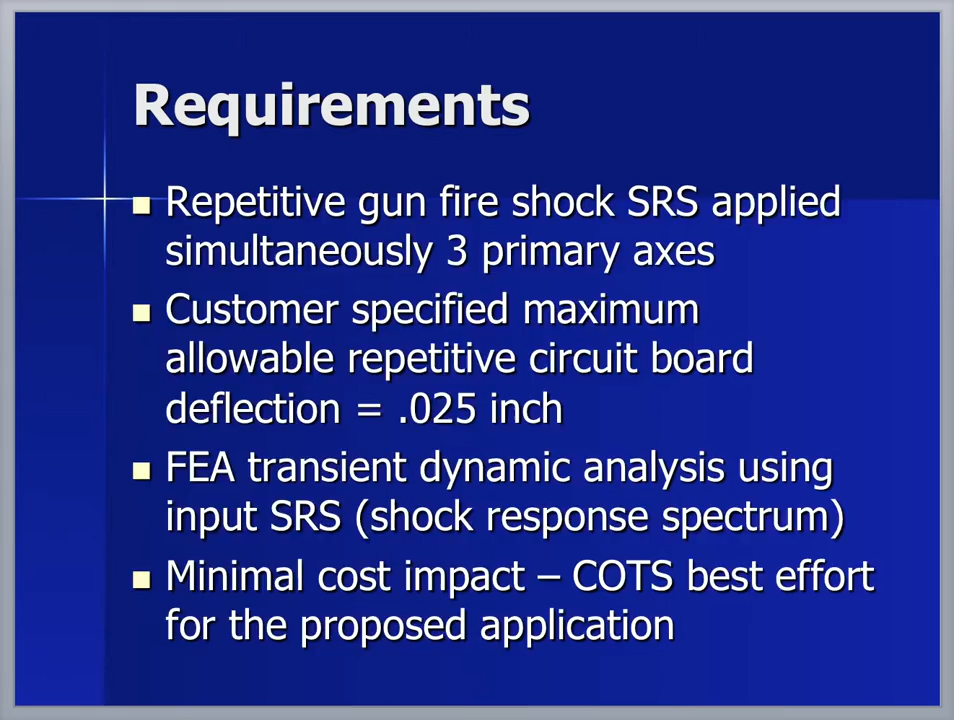 Requirements
Repetitive gun fire shock SRS applied
simultaneously 3 primary axes
Customer specified maximum
allowable repetitive circuit board
deflection = .025 inch
FEA transient dynamic analysis using
input SRS (shock response spectrum)
Minimal cost impact – COTS best effort
for the proposed application